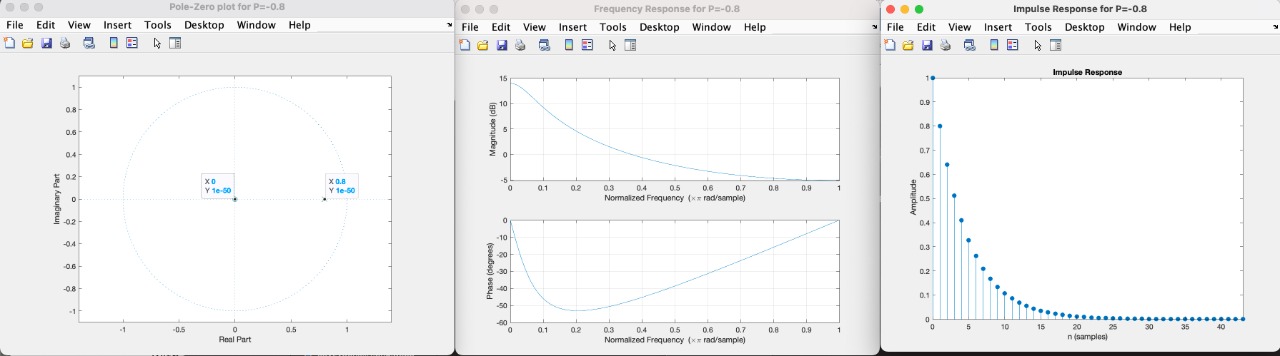 Pole-Zero plot for P=-0.8
File Edit View Insert Tools Desktop Window Help
1
0.8
0.6
0.4
0.2
0
-0.2
-0.4
-0.6
-0.8
-1
Imaginary Part
X 0
Y 1e-50
X 0.8
Y 1e-50
-1 -0.5 0 0.5 1
Real Part
Frequency Response for P=-0.8
File Edit View Insert Tools Desktop Window Help
15
10
5
0
-5
Magnitude (dB)
0 0.1 0.2 0.3 0.4 0.5 0.6 0.7 0.8 0.9 1
Normalized Frequency (×π rad/sample)
0
-10
-20
-30
-40
-50
-60
Phase (degrees)
0 0.1 0.2 0.3 0.4 0.5 0.6 0.7 0.8 0.9 1
Normalized Frequency (×π rad/sample)
Impulse Response for P=-0.8
File Edit View Insert Tools Desktop Window Help
Impulse Response
1
0.9
0.8
0.7
0.6
0.5
0.4
0.3
0.2
0.1
0
Amplitude
0 5 10 15 20 25 30 35 40
n (samples)